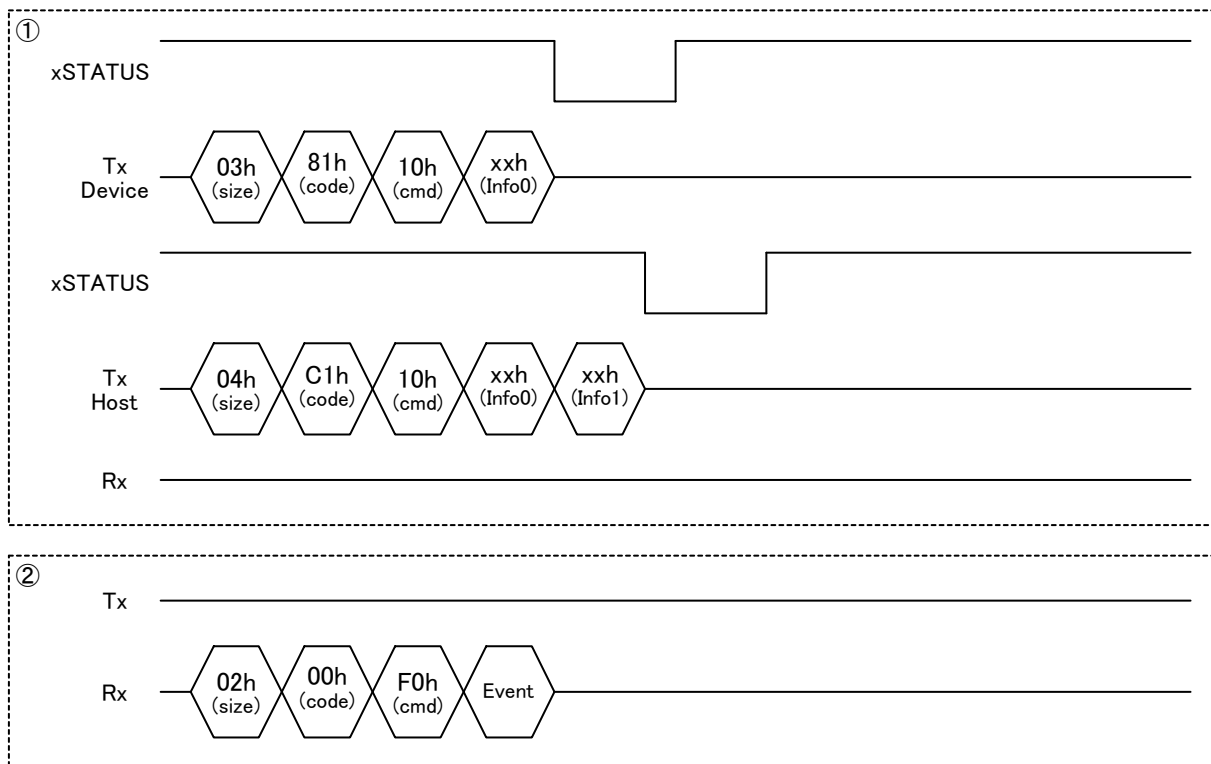 ①
xSTATUS
Tx
Device
03h
(size)
81h
(code)
10h
(cmd)
xxh
(Info0)
xSTATUS
Tx
Host
04h
(size)
C1h
(code)
10h
(cmd)
xxh
(Info0)
xxh
(Info1)
Rx
②
Tx
Rx
02h
(size)
00h
(code)
F0h
(cmd)
Event